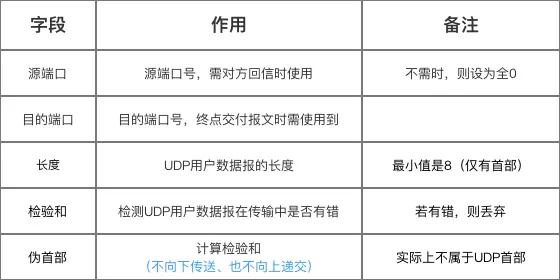 字段 作用 备注
源端口 源端口号，需对方回信时使用 不需时，则设为全0
目的端口 目的端口号，终点交付报文时需使用到
长度 UDP用户数据报的长度 最小值是8（仅有首部）
检验和 检测UDP用户数据报在传输中是否有错 若有错，则丢弃
伪首部 计算检验和 实际上不属于UDP首部
（不向下传送、也不向上递交）